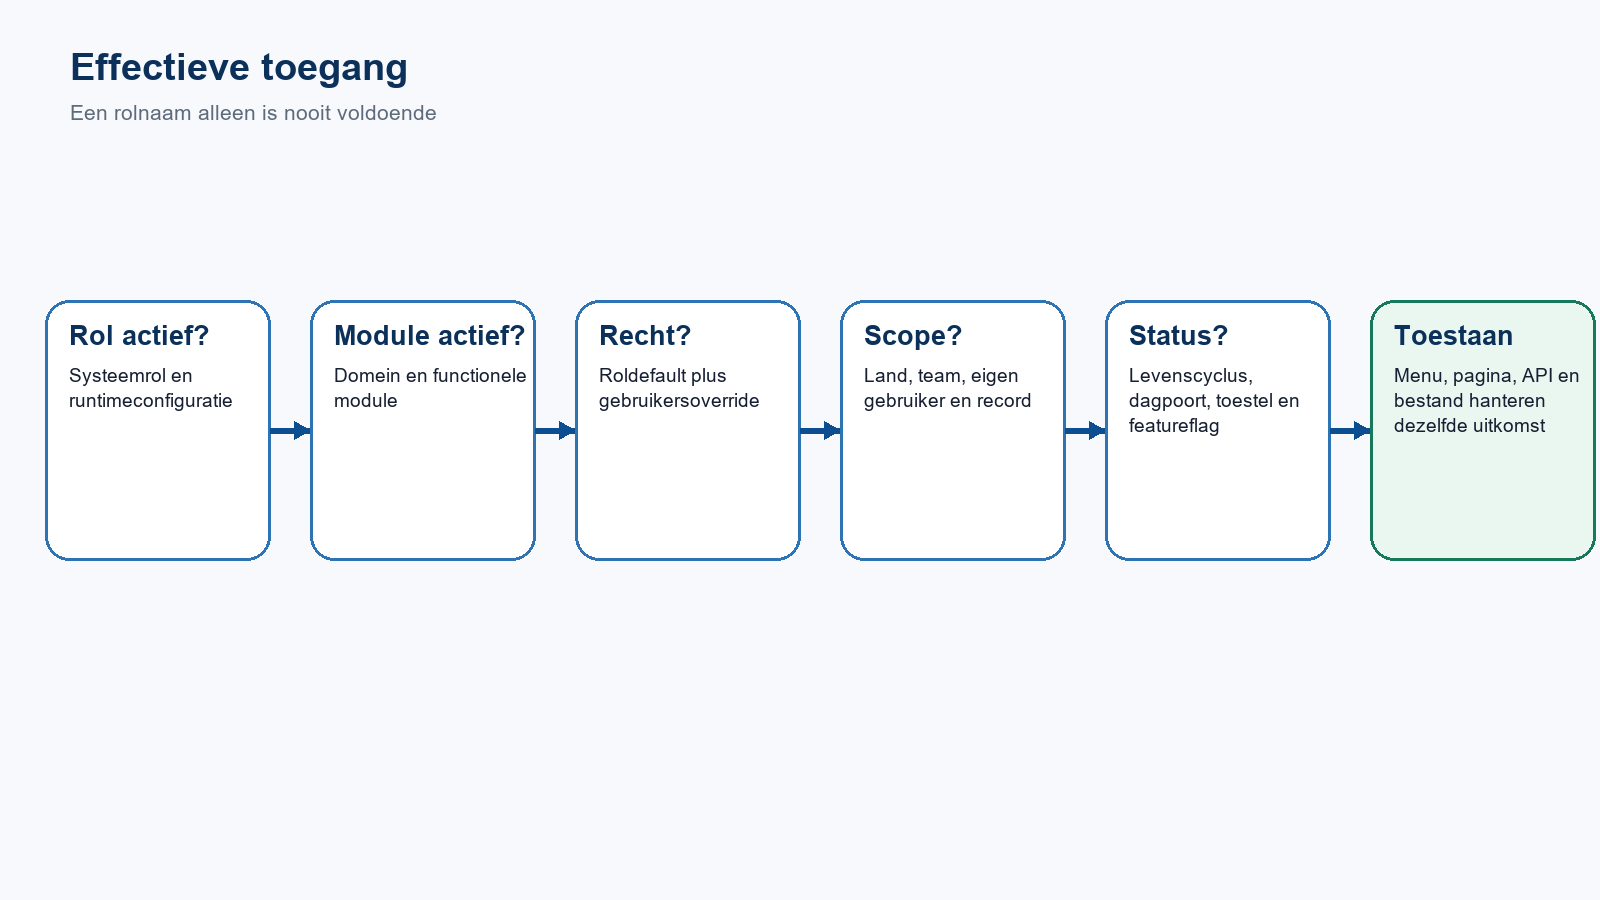 Effectieve toegang
Een rolnaam alleen is nooit voldoende
Rol actief?
Systeemrol en
runtimeconfiguratie
Module actief?
Domein en functionele
module
Recht?
Roldefault plus
gebruikersoverride
Scope?
Land, team, eigen
gebruiker en record
Status?
Levenscyclus,
dagpoort, toestel en
featureflag
Toestaan
Menu, pagina, API en
bestand hanteren
dezelfde uitkomst